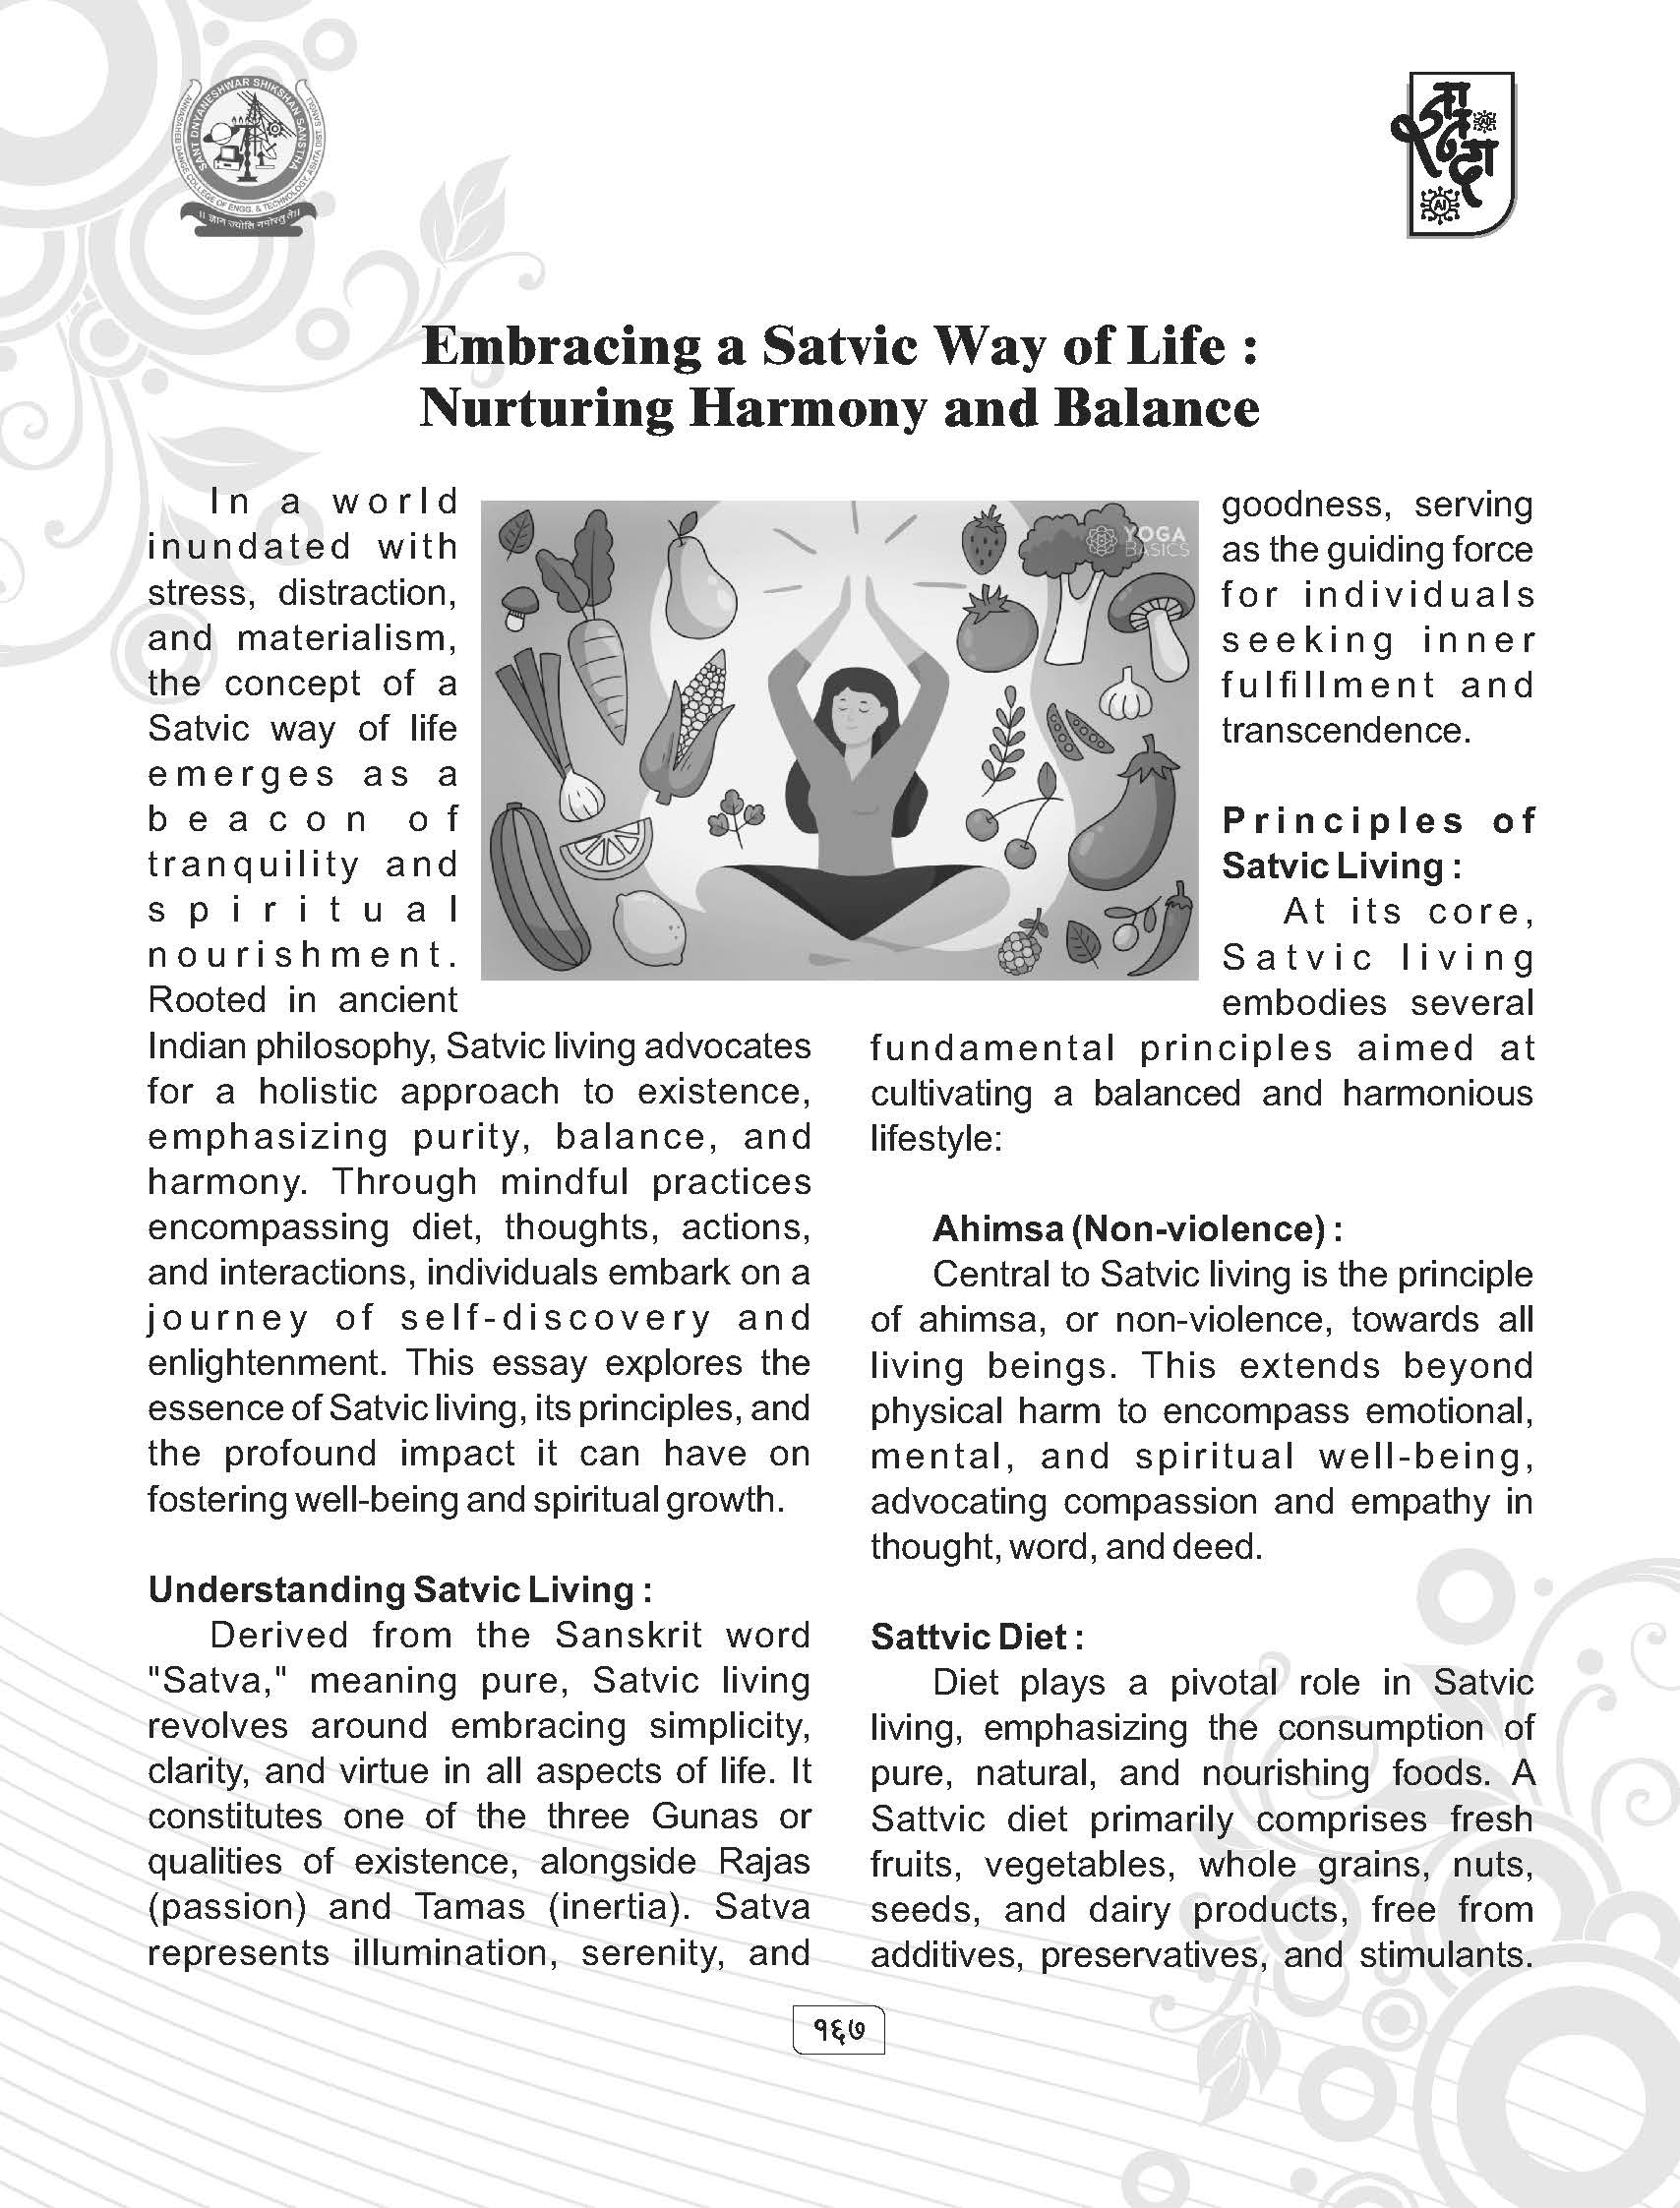 SANT DNYANESHWAR SHIKSHAN SANSTHA
ANNASAHEB DANGE COLLEGE OF ENGG. & TECHNOLOGY, ASHTA DIST. SANGLI
AI
AI
Embracing a Satvic Way of Life :
Nurturing Harmony and Balance
In a world
inundated with
stress, distraction,
and materialism,
the concept of a
Satvic way of life
emerges as a
beacon of
tranquility and
spiritual
nourishment.
Rooted in ancient
Indian philosophy, Satvic living advocates
for a holistic approach to existence,
emphasizing purity, balance, and
harmony. Through mindful practices
encompassing diet, thoughts, actions,
and interactions, individuals embark on a
journey of self-discovery and
enlightenment. This essay explores the
essence of Satvic living, its principles, and
the profound impact it can have on
fostering well-being and spiritual growth.
Understanding Satvic Living :
Derived from the Sanskrit word
"Satva," meaning pure, Satvic living
revolves around embracing simplicity,
clarity, and virtue in all aspects of life. It
constitutes one of the three Gunas or
qualities of existence, alongside Rajas
(passion) and Tamas (inertia). Satva
represents illumination, serenity, and
YOGA
BASICS
goodness, serving
as the guiding force
for individuals
seeking inner
fulfillment and
transcendence.
Principles of
Satvic Living :
At its core,
Satvic living
embodies several
fundamental principles aimed at
cultivating a balanced and harmonious
lifestyle:
Ahimsa (Non-violence) :
Central to Satvic living is the principle
of ahimsa, or non-violence, towards all
living beings. This extends beyond
physical harm to encompass emotional,
mental, and spiritual well-being,
advocating compassion and empathy in
thought, word, and deed.
Sattvic Diet :
Diet plays a pivotal role in Satvic
living, emphasizing the consumption of
pure, natural, and nourishing foods. A
Sattvic diet primarily comprises fresh
fruits, vegetables, whole grains, nuts,
seeds, and dairy products, free from
additives, preservatives, and stimulants.
१६७